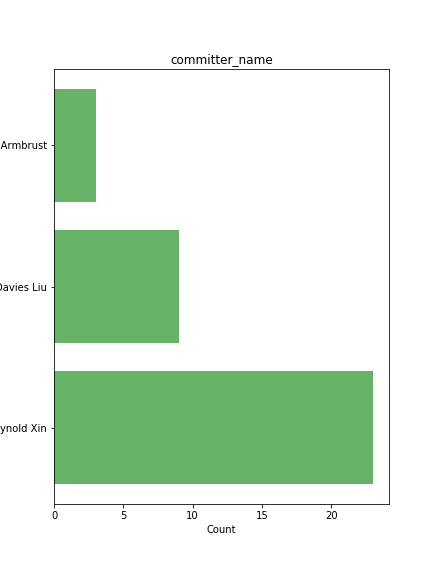 committer_name
Armbrust
Davies Liu
ynold Xin
0 5 10 15 20
Count